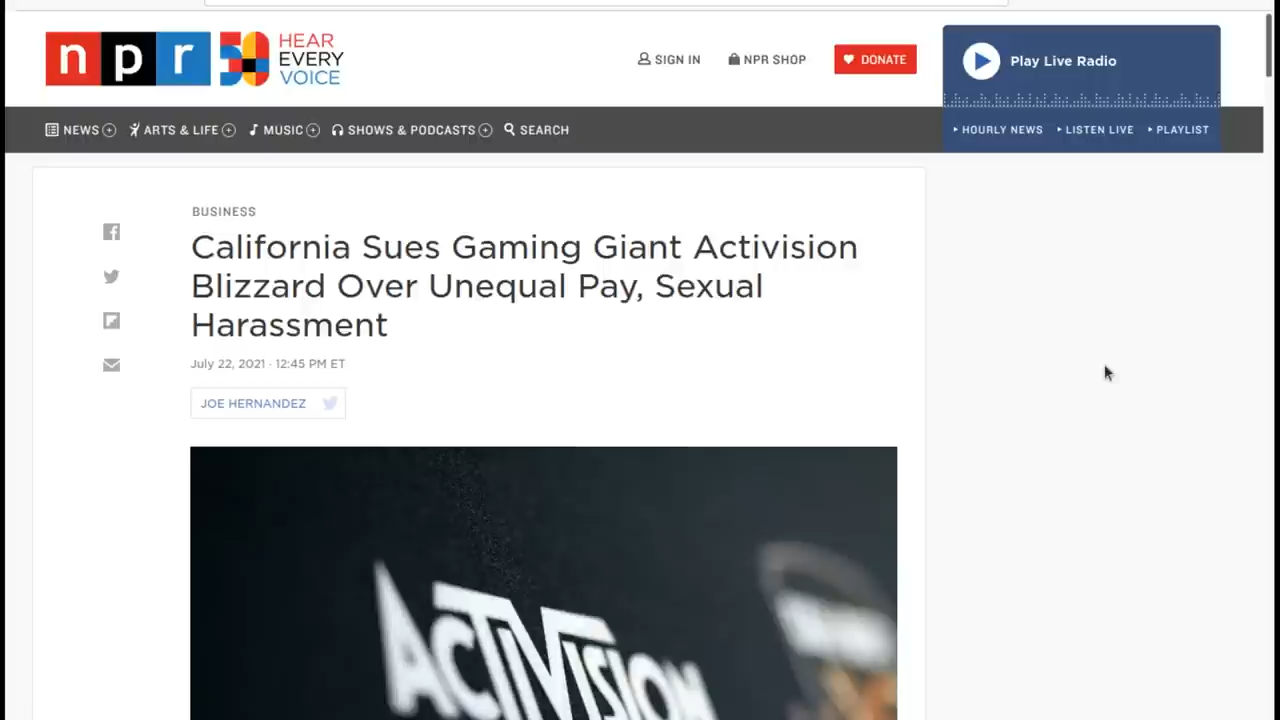 npr
50
HEAR
EVERY
VOICE
SIGN IN
NPR SHOP
DONATE
Play Live Radio
NEWS
ARTS & LIFE
MUSIC
SHOWS & PODCASTS
SEARCH
HOURLY NEWS
LISTEN LIVE
PLAYLIST
BUSINESS
California Sues Gaming Giant Activision
Blizzard Over Unequal Pay, Sexual
Harassment
July 22, 2021 · 12:45 PM ET
JOE HERNANDEZ
ACTIVISION